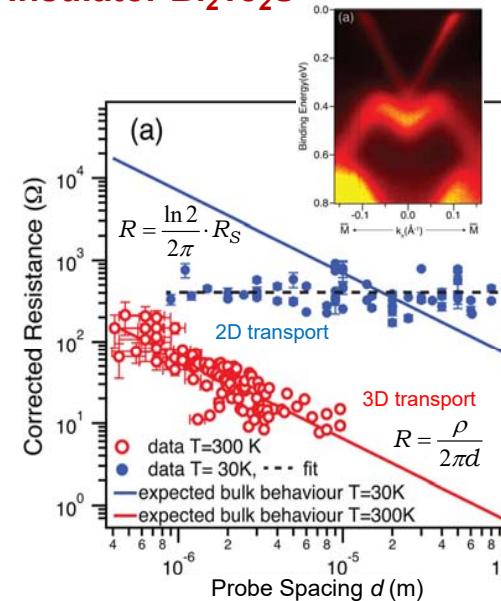 (a)
Binding Energy(eV)
0.0
0.2
0.4
0.6
0.8
-0.1 0.0 0.1
M̅ kₓ(Å⁻¹) M̅
(a)
Corrected Resistance (Ω)
10⁴
10³
10²
10¹
10⁰
R = ln 2 / 2π · R_S
2D transport
3D transport
R = ρ / 2πd
data T=300 K
data T= 30K, fit
expected bulk behaviour T=30K
expected bulk behaviour T=300K
4 6 8 2 4 6 8 2 4 6 8
10⁻⁶ 10⁻⁵
Probe Spacing d (m)